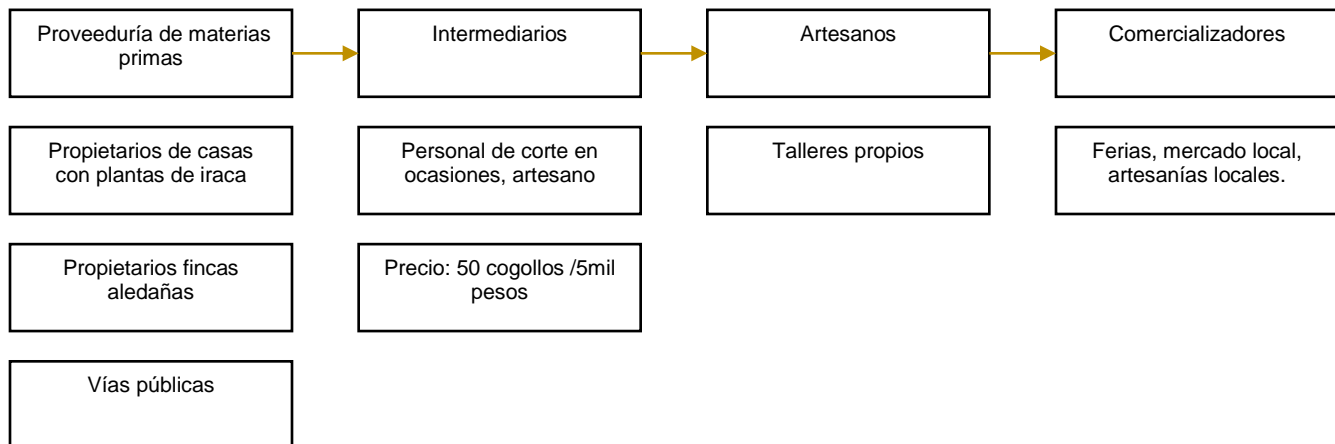 Proveeduría de materias
primas
Intermediarios
Artesanos
Comercializadores
Propietarios de casas
con plantas de iraca
Personal de corte en
ocasiones, artesano
Talleres propios
Ferias, mercado local,
artesanías locales.
Propietarios fincas
aledañas
Precio: 50 cogollos /5mil
pesos
Vías públicas